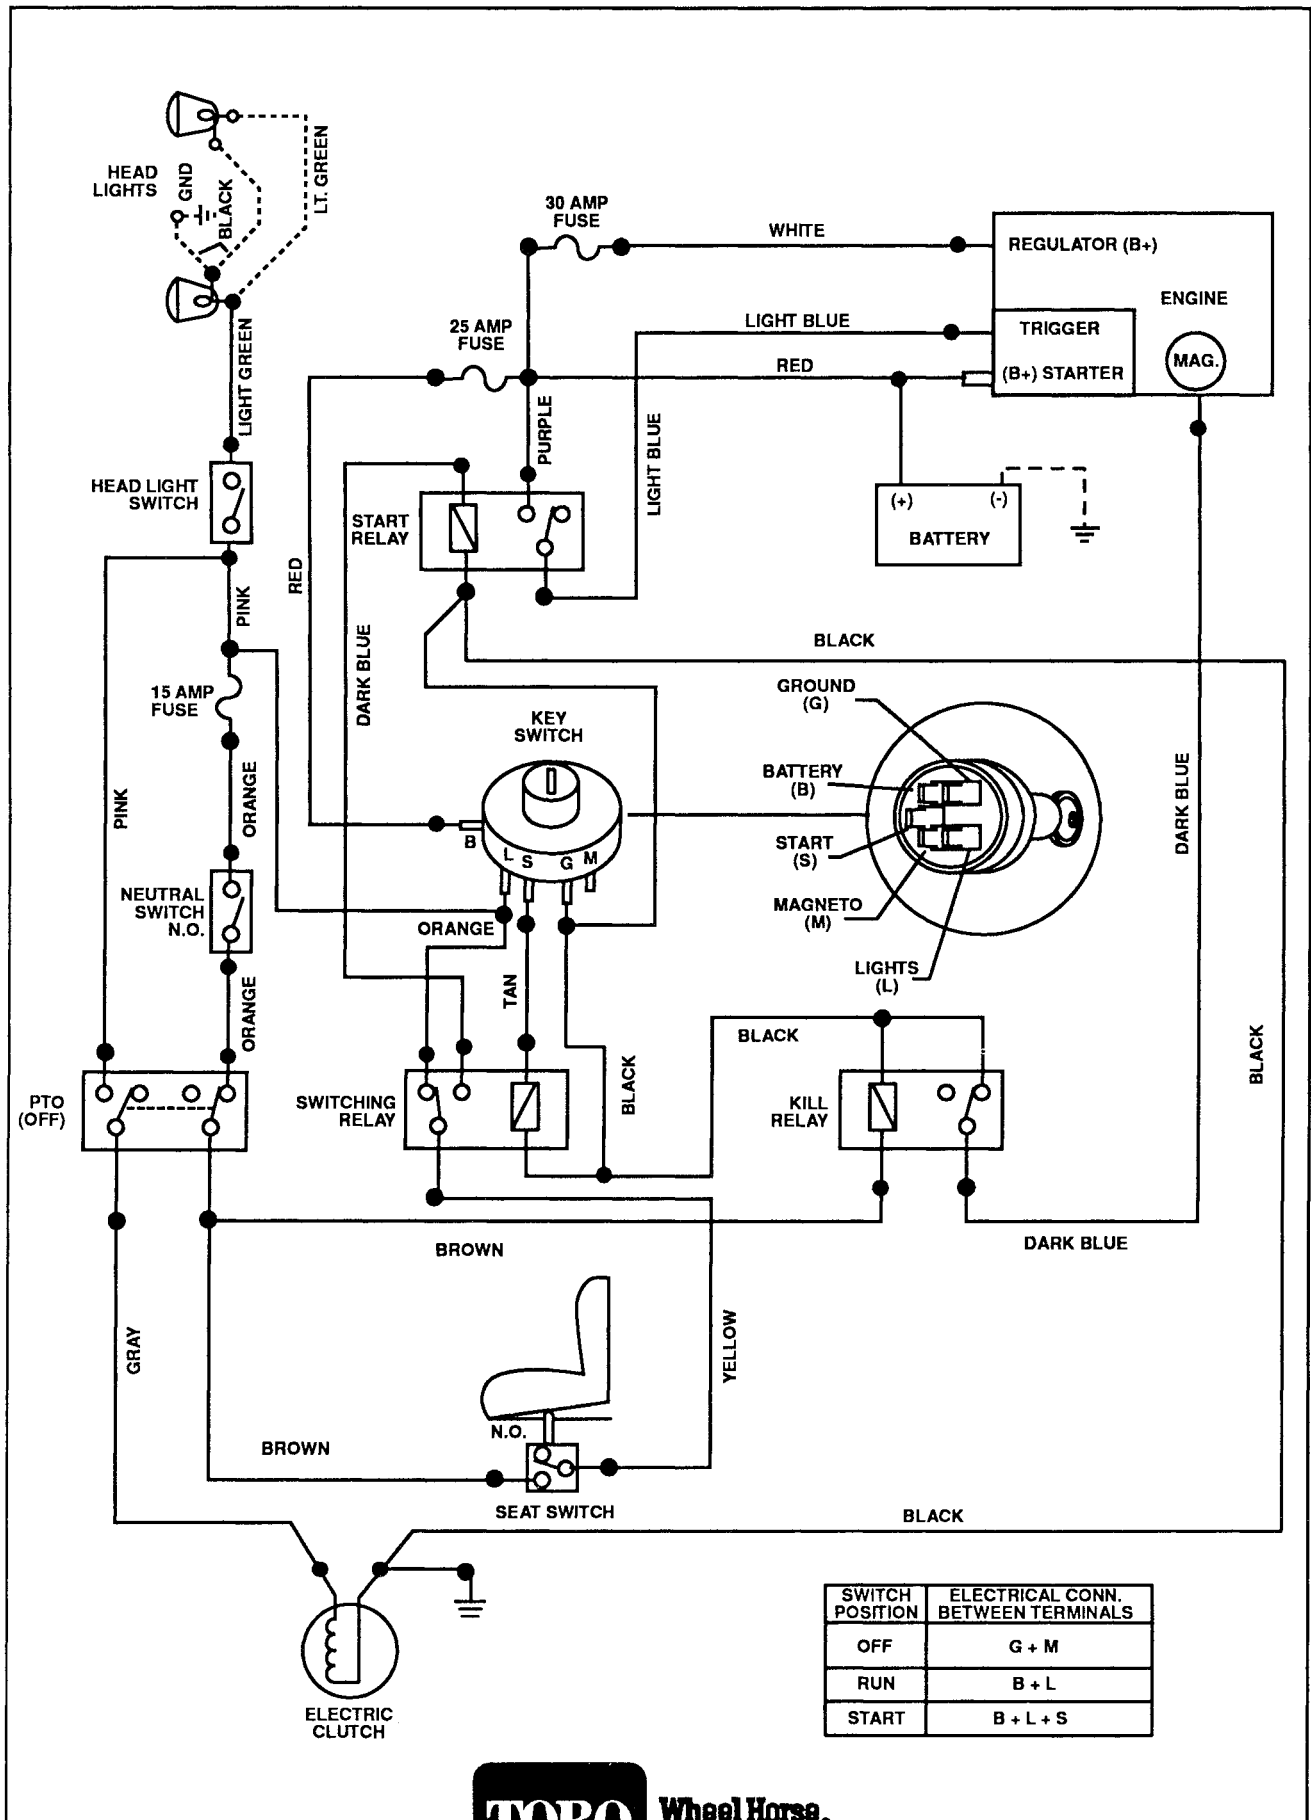 HEAD
LIGHTS
GND
BLACK
LT. GREEN
30 AMP
FUSE
WHITE
REGULATOR (B+)
ENGINE
25 AMP
FUSE
LIGHT BLUE
TRIGGER
MAG.
RED
(B+) STARTER
LIGHT GREEN
PURPLE
LIGHT BLUE
HEAD LIGHT
SWITCH
START
RELAY
(+)
(-)
BATTERY
RED
PINK
DARK BLUE
BLACK
15 AMP
FUSE
KEY
SWITCH
GROUND
(G)
BATTERY
(B)
START
(S)
MAGNETO
(M)
LIGHTS
(L)
DARK BLUE
PINK
ORANGE
B
L
S
G
M
NEUTRAL
SWITCH
N.O.
ORANGE
TAN
ORANGE
BLACK
BLACK
BLACK
PTO
(OFF)
SWITCHING
RELAY
KILL
RELAY
BROWN
DARK BLUE
GRAY
YELLOW
N.O.
BROWN
SEAT SWITCH
BLACK
ELECTRIC
CLUTCH
SWITCH POSITION ELECTRICAL CONN. BETWEEN TERMINALS
OFF G + M
RUN B + L
START B + L + S
TORO
Wheel Horse.